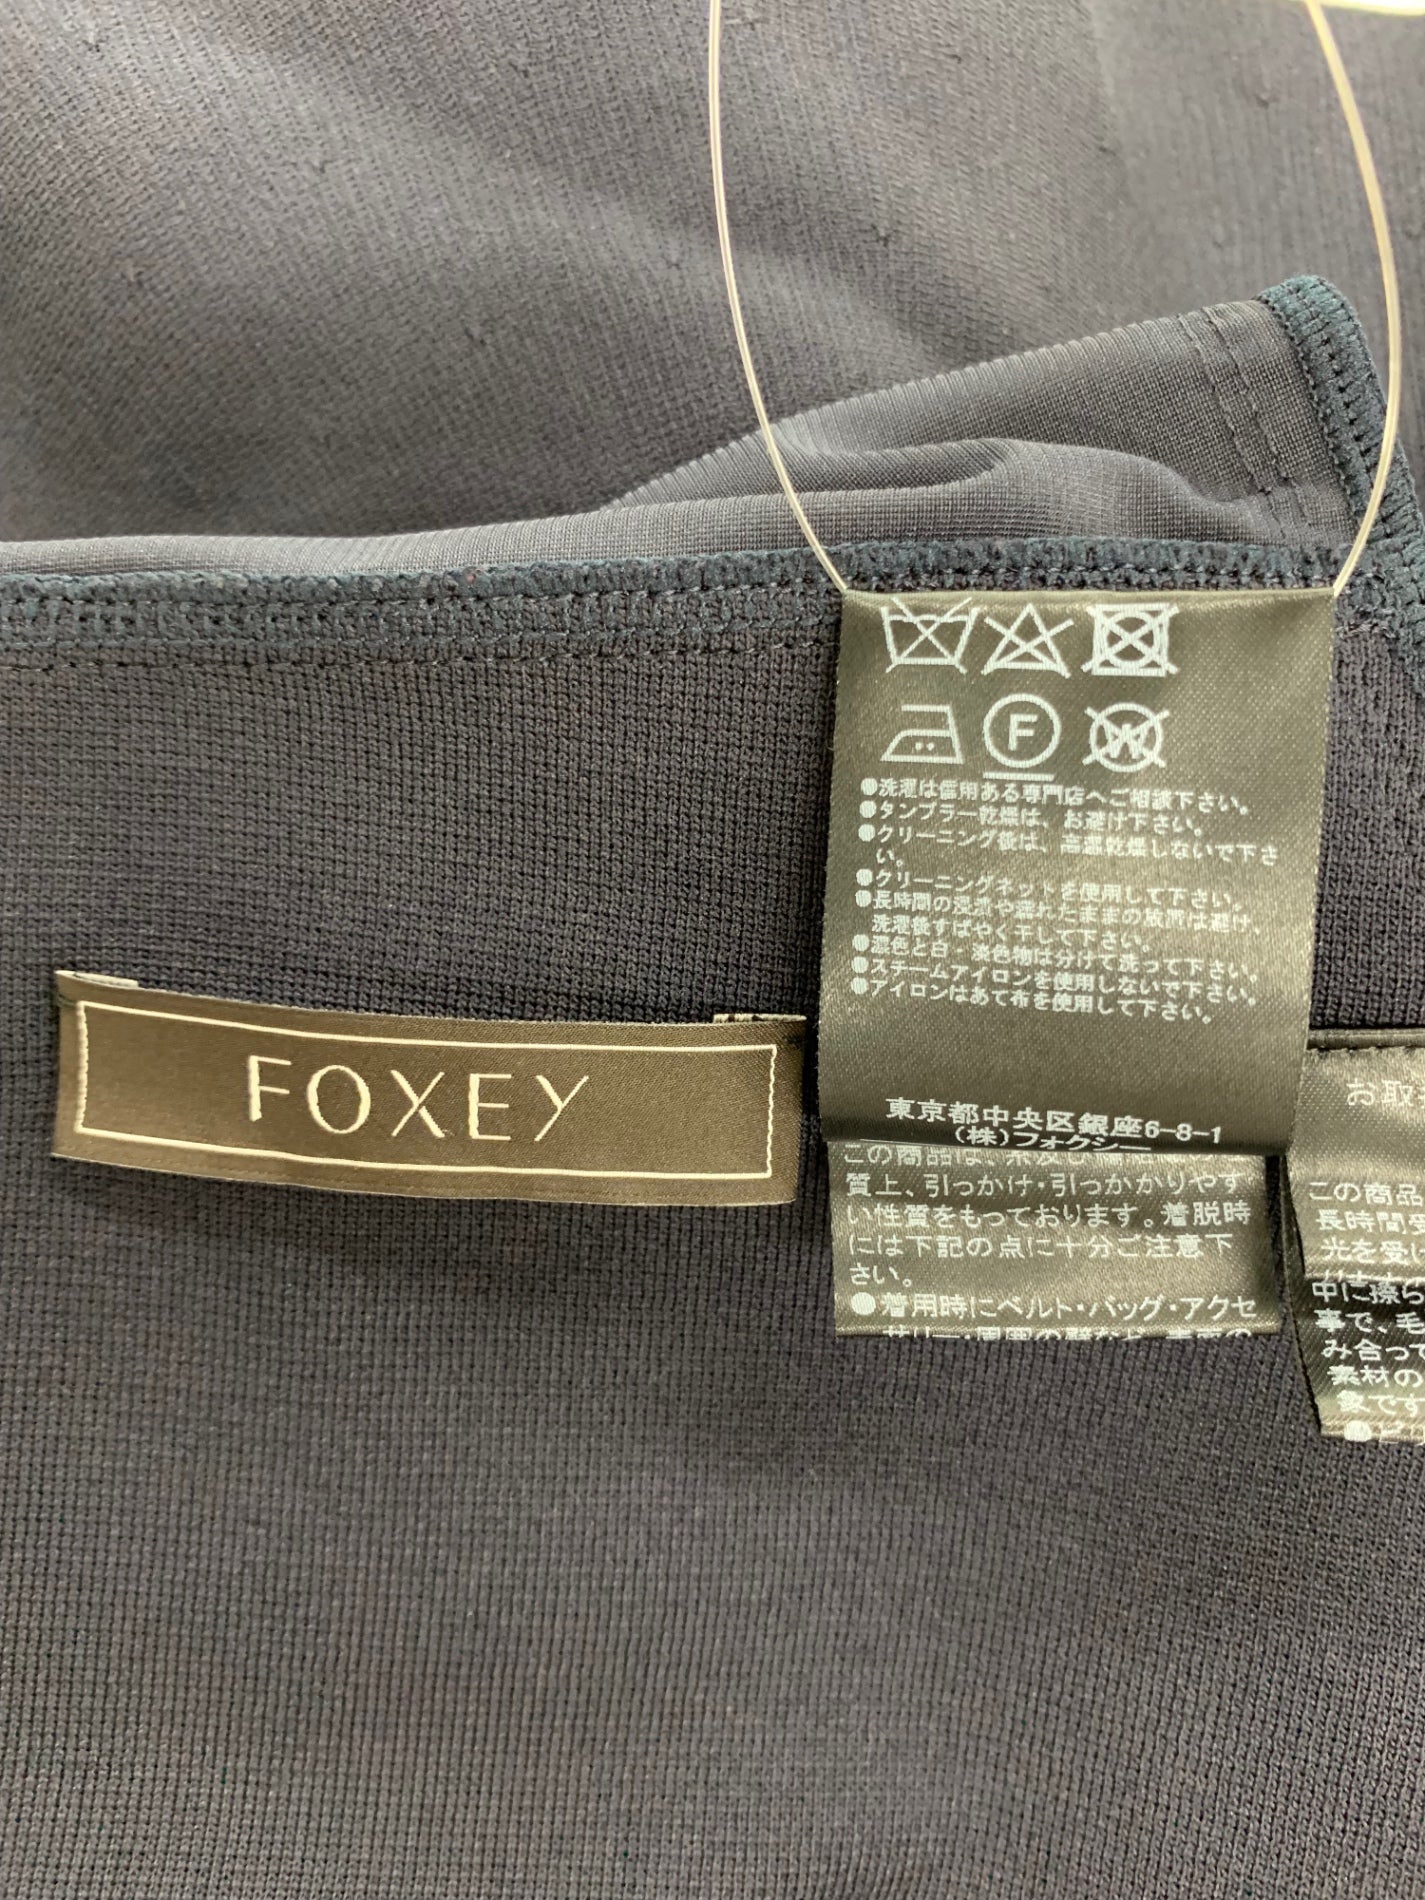 F
W
●洗濯は信用ある専門店へご相談下さい。
●タンブラー乾燥は、お避け下さい。
●クリーニング後は、高温乾燥しないで下さ
い。
●クリーニングネットを使用して下さい。
●長時間の浸漬や濡れたままの放置は避け、
洗濯後すばやく干して下さい。
●濃色と白・淡色物は分けて洗って下さい。
●スチームアイロンを使用しないで下さい。
●アイロンはあて布を使用して下さい。
東京都中央区銀座6-8-1
(株)フォクシー
FOXEY
この商品は、
質上、引っかけ・引っかかりやす
い性質をもっております。着脱時
には下記の点に十分ご注意下
さい。
●着用時にベルト・バッグ・アクセ
お取
この商品
長時間
光を受け
中に擦ら
事で、毛
み合って
素材の
象です